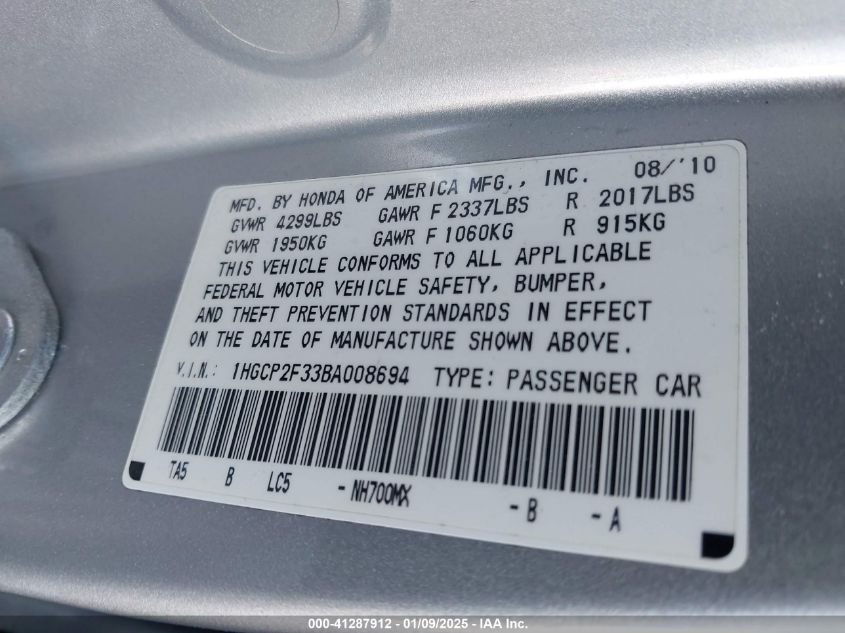 MFD. BY HONDA OF AMERICA MFG., INC. 08/'10
GVWR 4299LBS GAWR F 2337LBS R 2017LBS
GVWR 1950KG GAWR F 1060KG R 915KG
THIS VEHICLE CONFORMS TO ALL APPLICABLE
FEDERAL MOTOR VEHICLE SAFETY, BUMPER,
AND THEFT PREVENTION STANDARDS IN EFFECT
ON THE DATE OF MANUFACTURE SHOWN ABOVE.
V.I.N.: 1HGCP2F33BA008694 TYPE: PASSENGER CAR
TA5 B LC5 - NH700MX - B - A
000-41287912 - 01/09/2025 - IAA Inc.